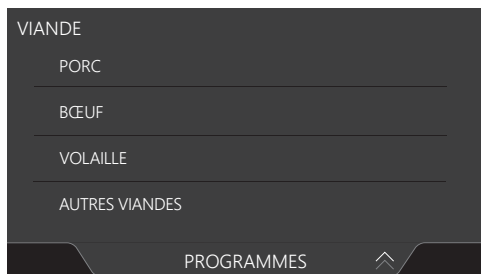 VIANDE
PORC
BŒUF
VOLAILLE
AUTRES VIANDES
PROGRAMMES